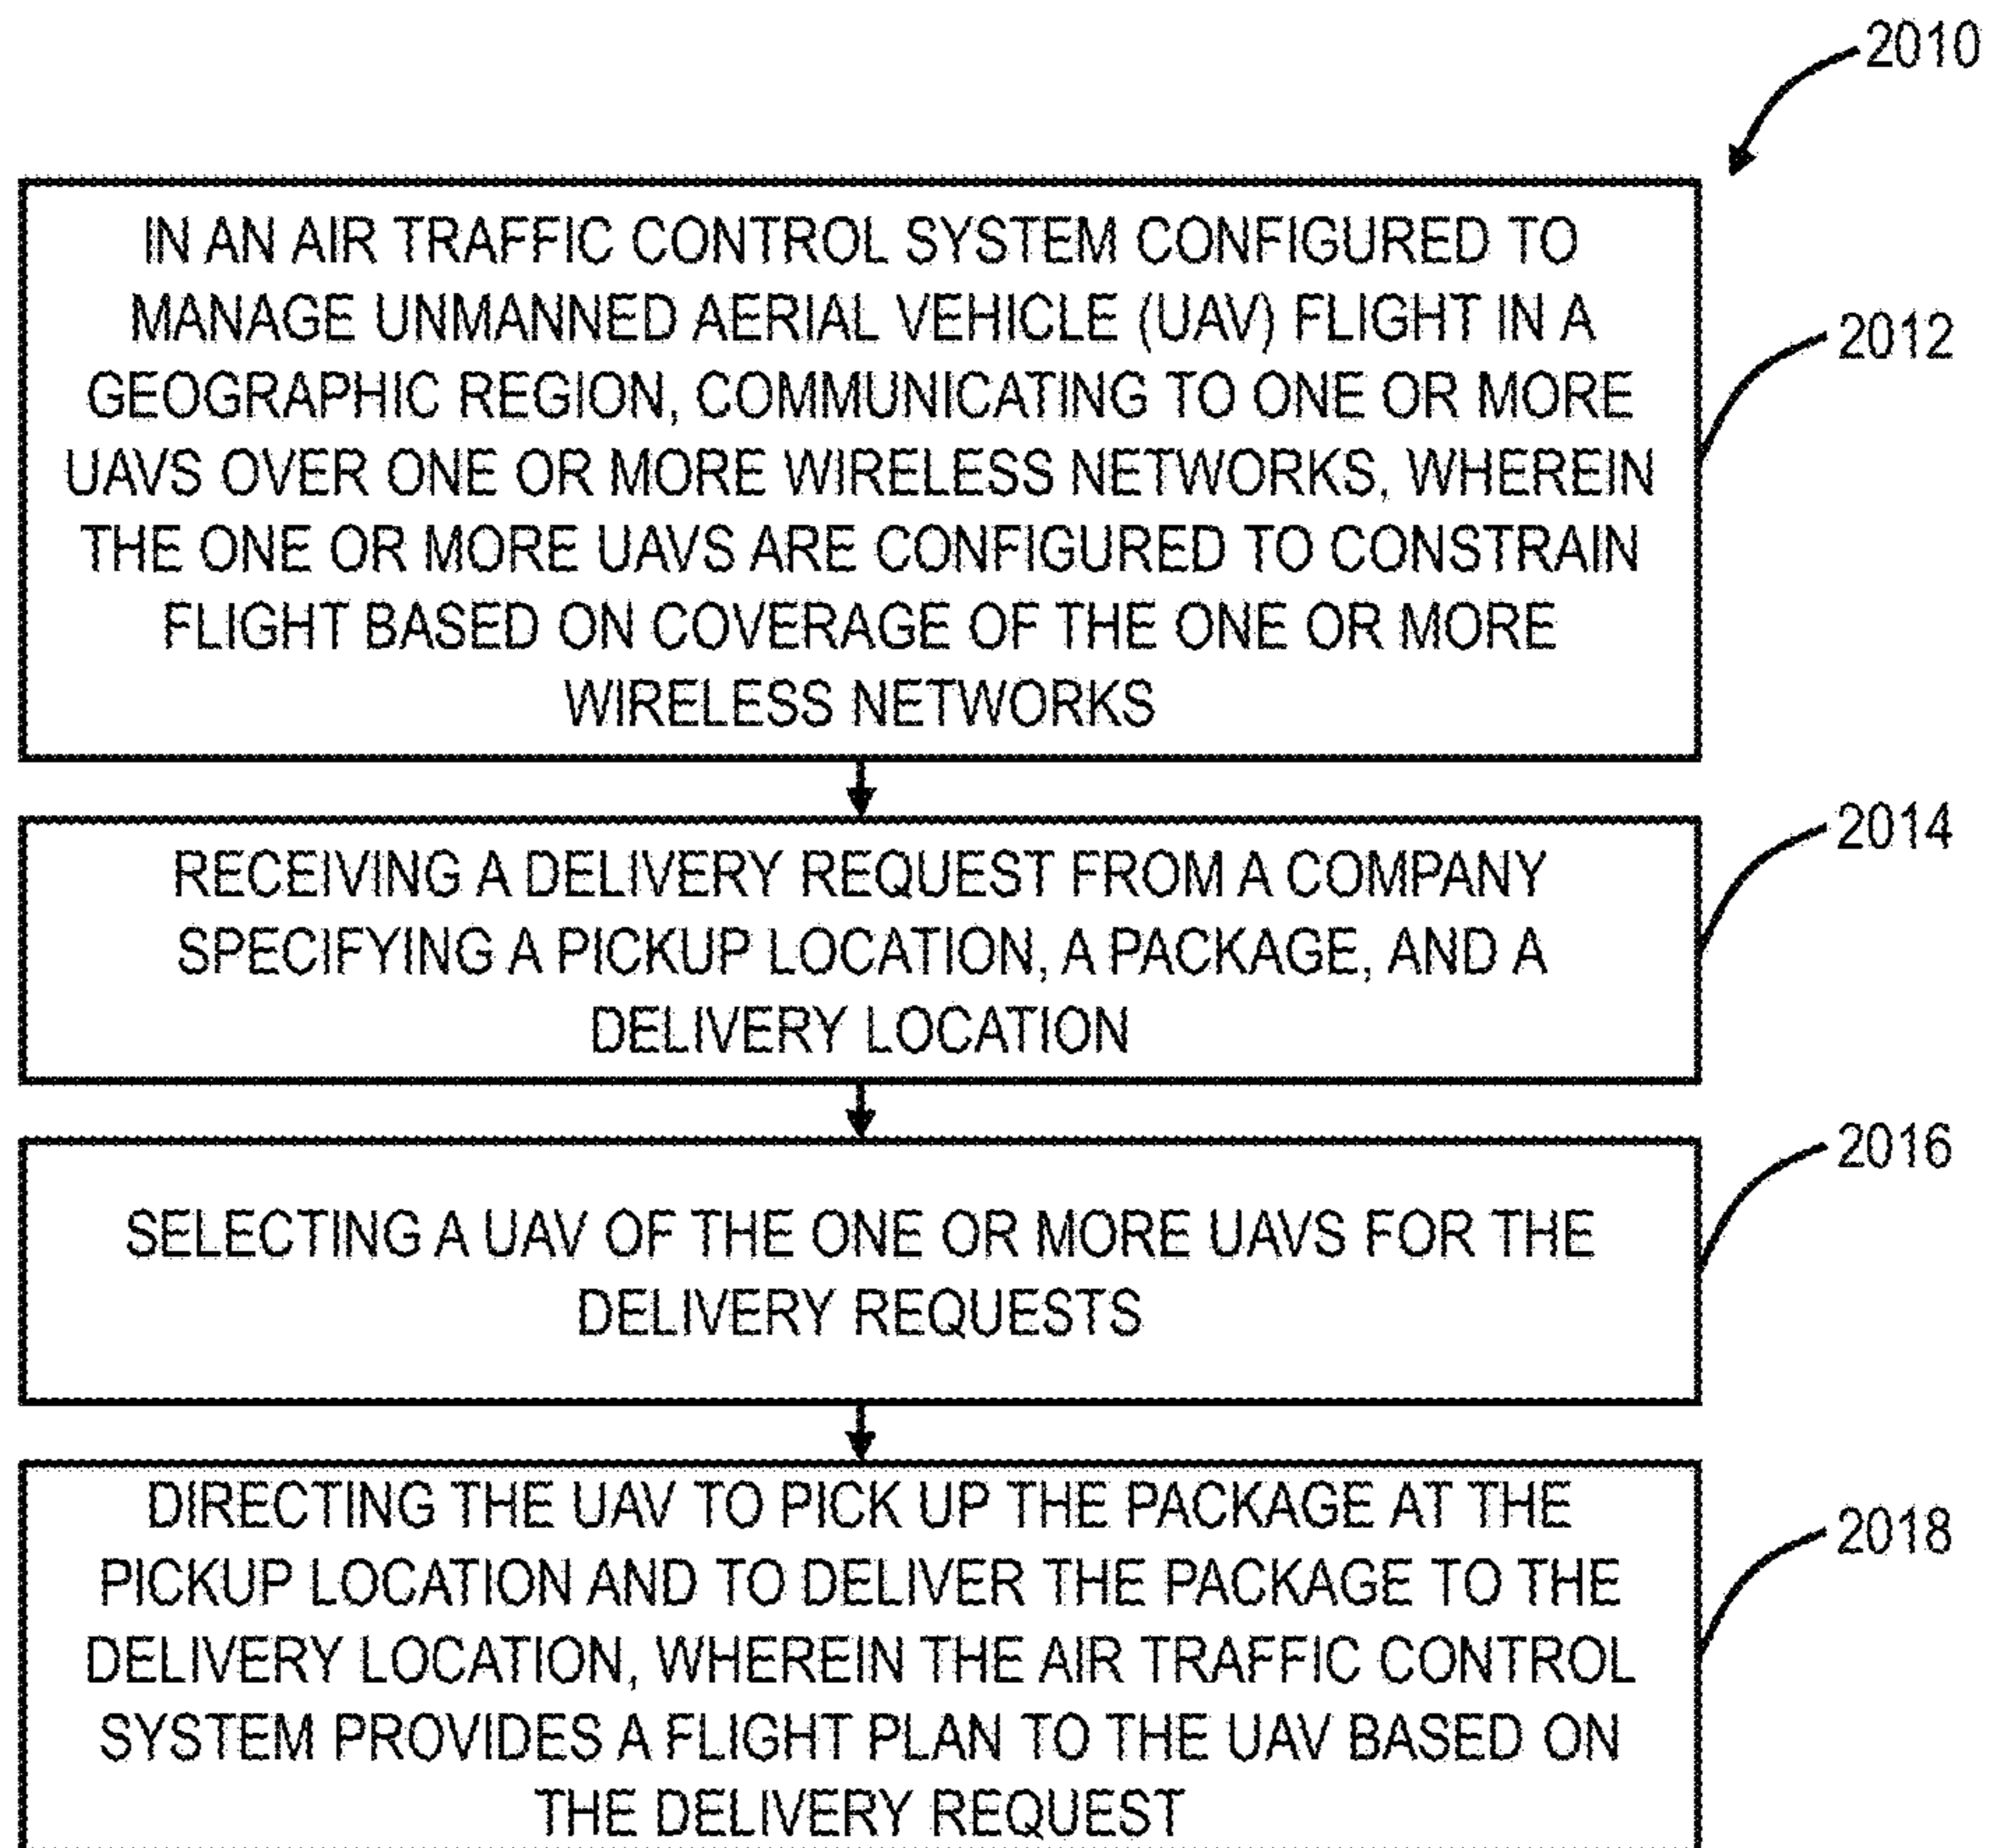 2010
IN AN AIR TRAFFIC CONTROL SYSTEM CONFIGURED TO
MANAGE UNMANNED AERIAL VEHICLE (UAV) FLIGHT IN A
GEOGRAPHIC REGION, COMMUNICATING TO ONE OR MORE
UAVS OVER ONE OR MORE WIRELESS NETWORKS, WHEREIN
THE ONE OR MORE UAVS ARE CONFIGURED TO CONSTRAIN
FLIGHT BASED ON COVERAGE OF THE ONE OR MORE
WIRELESS NETWORKS
2012
RECEIVING A DELIVERY REQUEST FROM A COMPANY
SPECIFYING A PICKUP LOCATION, A PACKAGE, AND A
DELIVERY LOCATION
2014
SELECTING A UAV OF THE ONE OR MORE UAVS FOR THE
DELIVERY REQUESTS
2016
DIRECTING THE UAV TO PICK UP THE PACKAGE AT THE
PICKUP LOCATION AND TO DELIVER THE PACKAGE TO THE
DELIVERY LOCATION, WHEREIN THE AIR TRAFFIC CONTROL
SYSTEM PROVIDES A FLIGHT PLAN TO THE UAV BASED ON
THE DELIVERY REQUEST
2018